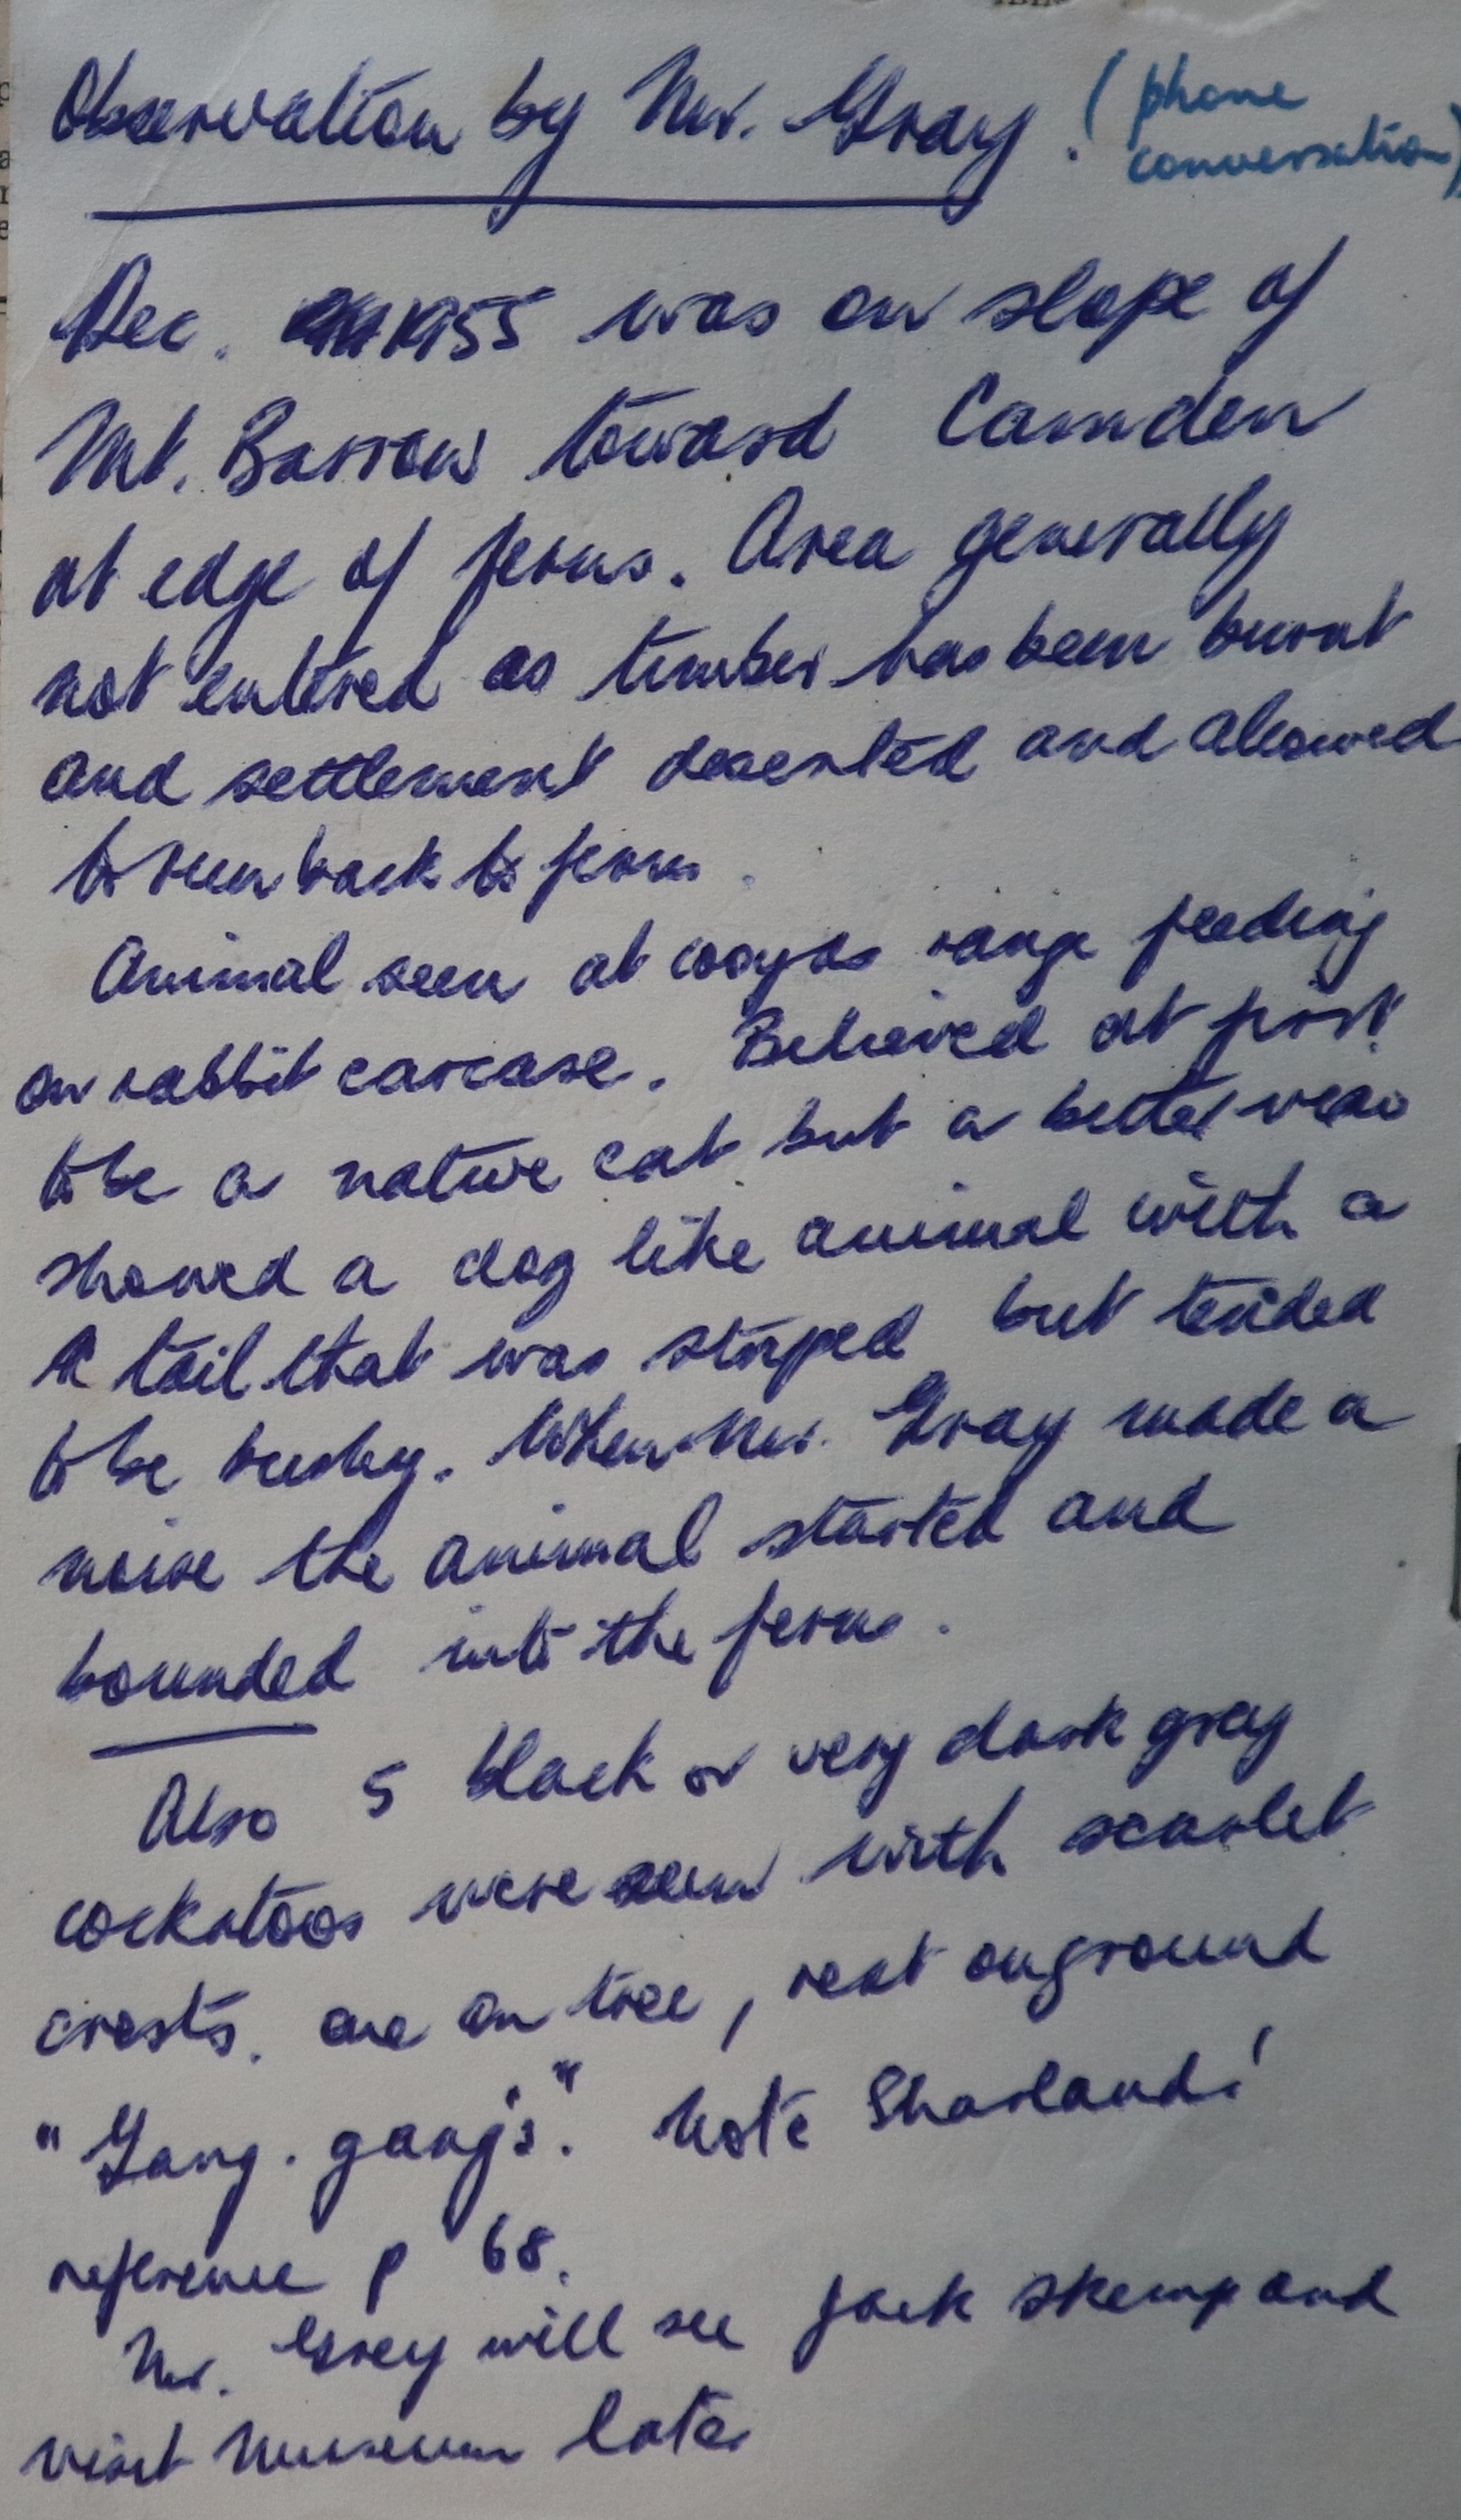 Observation by Mr. Gray. (phone
conversation)
Dec. 1955 was on slope of
Mt. Barrow toward Camden
at edge of ferns. Area generally
not entered as timber has been burnt
and settlement deserted and allowed
to run back to ferns.
Animal seen at range feeding
on rabbit carcase. Believed at first
to be a native cat but a better view
showed a dog like animal with a
tail that was striped but tended
to be bushy. When Mr. Gray made a
noise the animal started and
bounded into the ferns.
Also 5 black or very dark grey
cockatoos were seen with scarlet
crests. one on tree, rest on ground
"Gang-gang's". Note Sharland's
reference p 68.
Mr. Grey will see Jack Skemp and
visit Museum later